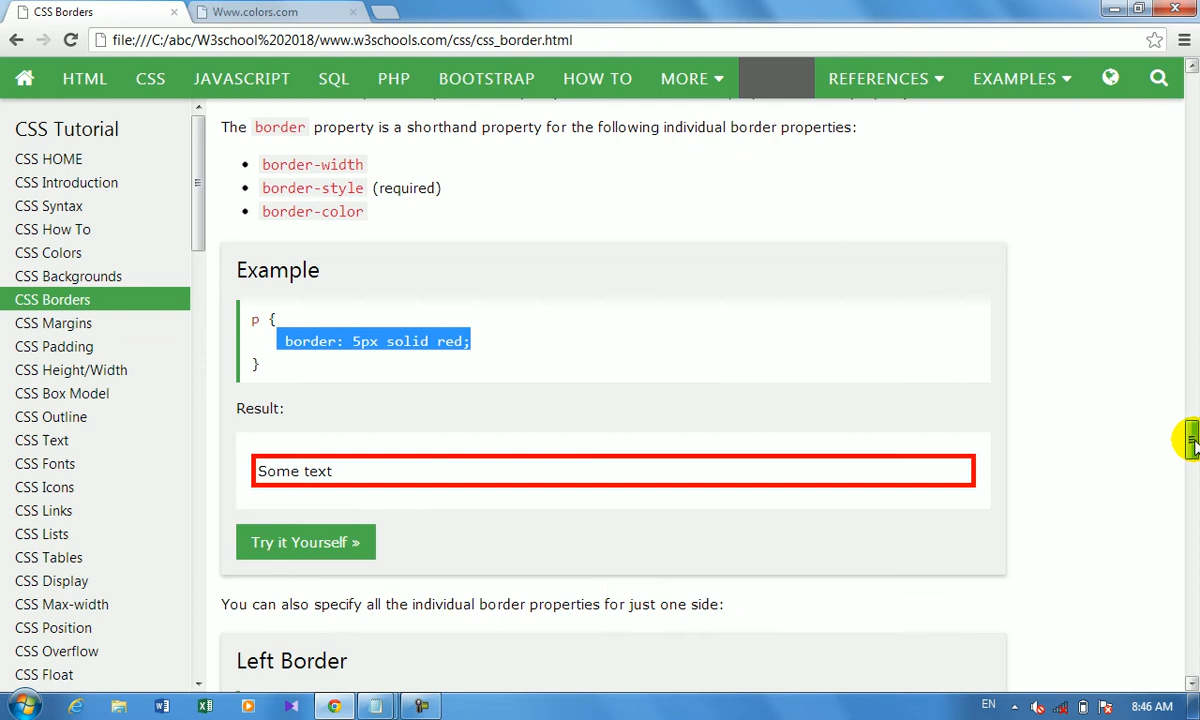 CSS Borders
Www.colors.com
file:///C:/abc/W3school%202018/www.w3schools.com/css/css_border.html
HTML CSS JAVASCRIPT SQL PHP BOOTSTRAP HOW TO MORE REFERENCES EXAMPLES
CSS Tutorial
CSS HOME
CSS Introduction
CSS Syntax
CSS How To
CSS Colors
CSS Backgrounds
CSS Borders
CSS Margins
CSS Padding
CSS Height/Width
CSS Box Model
CSS Outline
CSS Text
CSS Fonts
CSS Icons
CSS Links
CSS Lists
CSS Tables
CSS Display
CSS Max-width
CSS Position
CSS Overflow
CSS Float
The border property is a shorthand property for the following individual border properties:
border-width
border-style (required)
border-color
Example
p {
border: 5px solid red;
}
Result:
Some text
Try it Yourself »
You can also specify all the individual border properties for just one side:
Left Border
EN
8:46 AM